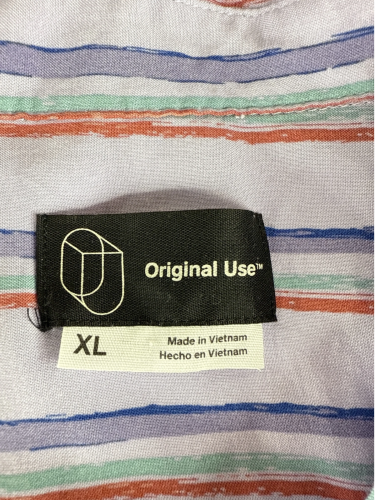 Original Use™
XL
Made in Vietnam
Hecho en Vietnam